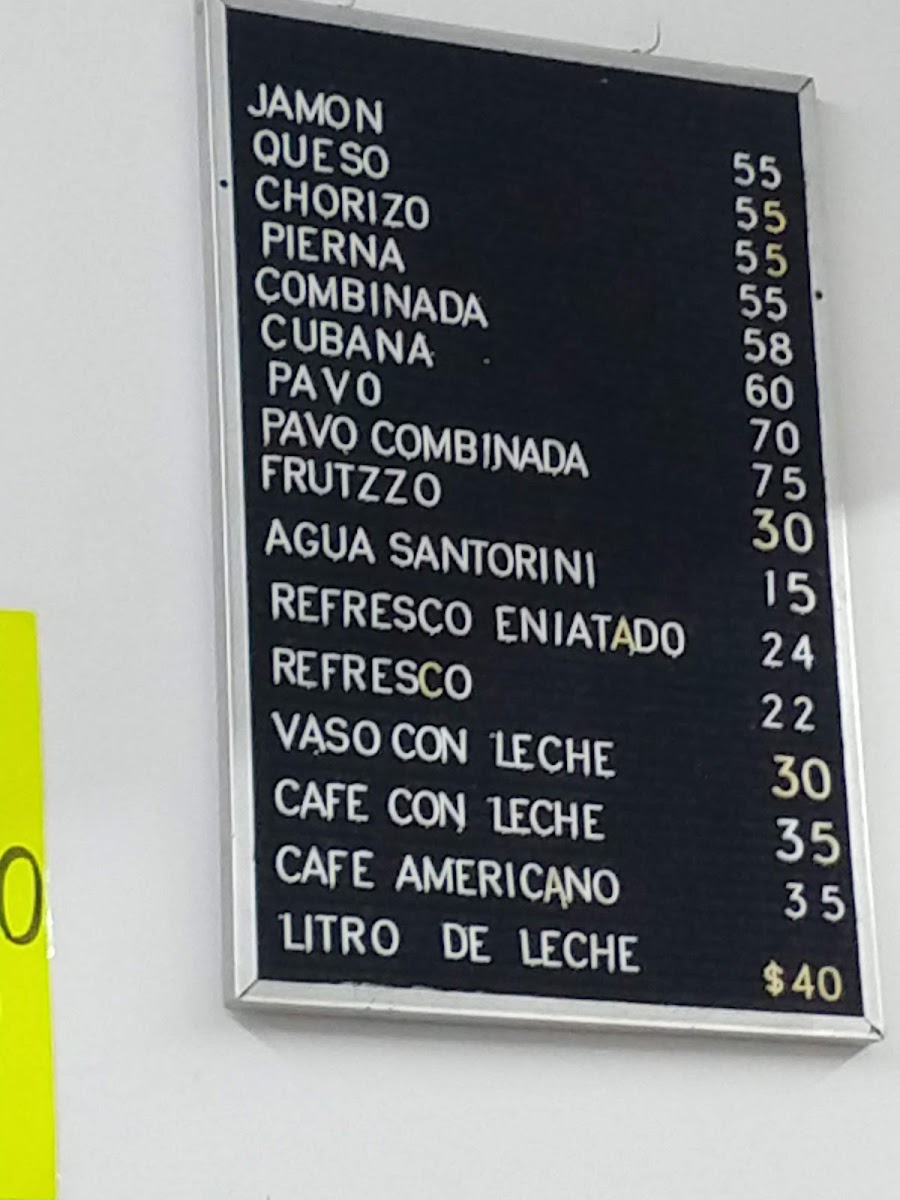 JAMON 55
QUESO 55
CHORIZO 55
PIERNA 55
COMBINADA 58
CUBANA 60
PAVO 70
PAVO COMBINADA 75
FRUTZZO 30
AGUA SANTORINI 15
REFRESCO ENIATADO 24
REFRESCO 22
VASO CON LECHE 30
CAFE CON LECHE 35
CAFE AMERICANO 35
LITRO DE LECHE $40
0